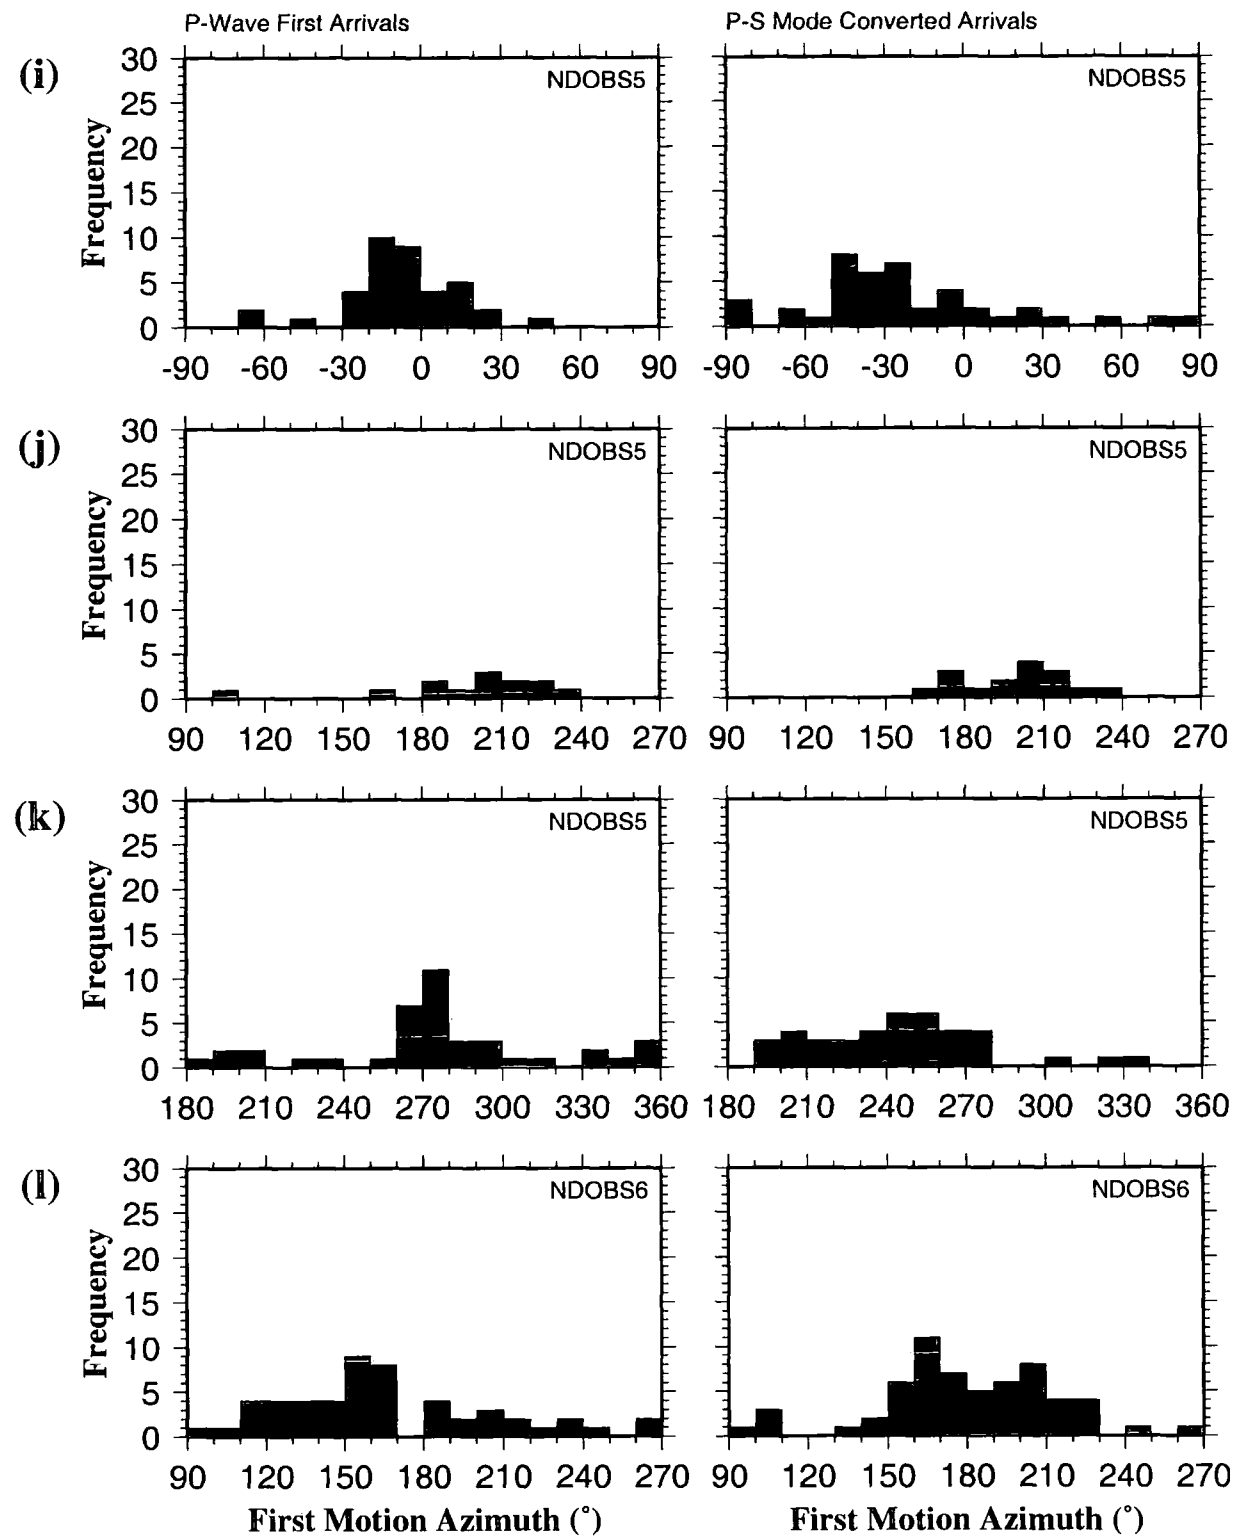 P-Wave First Arrivals P-S Mode Converted Arrivals
(i)
Frequency
30
25
20
15
10
5
0
NDOBS5
-90 -60 -30 0 30 60 90
NDOBS5
-90 -60 -30 0 30 60 90
(j)
Frequency
30
25
20
15
10
5
0
NDOBS5
90 120 150 180 210 240 270
NDOBS5
90 120 150 180 210 240 270
(k)
Frequency
30
25
20
15
10
5
0
NDOBS5
180 210 240 270 300 330 360
NDOBS5
180 210 240 270 300 330 360
(l)
Frequency
30
25
20
15
10
5
0
NDOBS6
90 120 150 180 210 240 270
First Motion Azimuth (°)
NDOBS6
90 120 150 180 210 240 270
First Motion Azimuth (°)